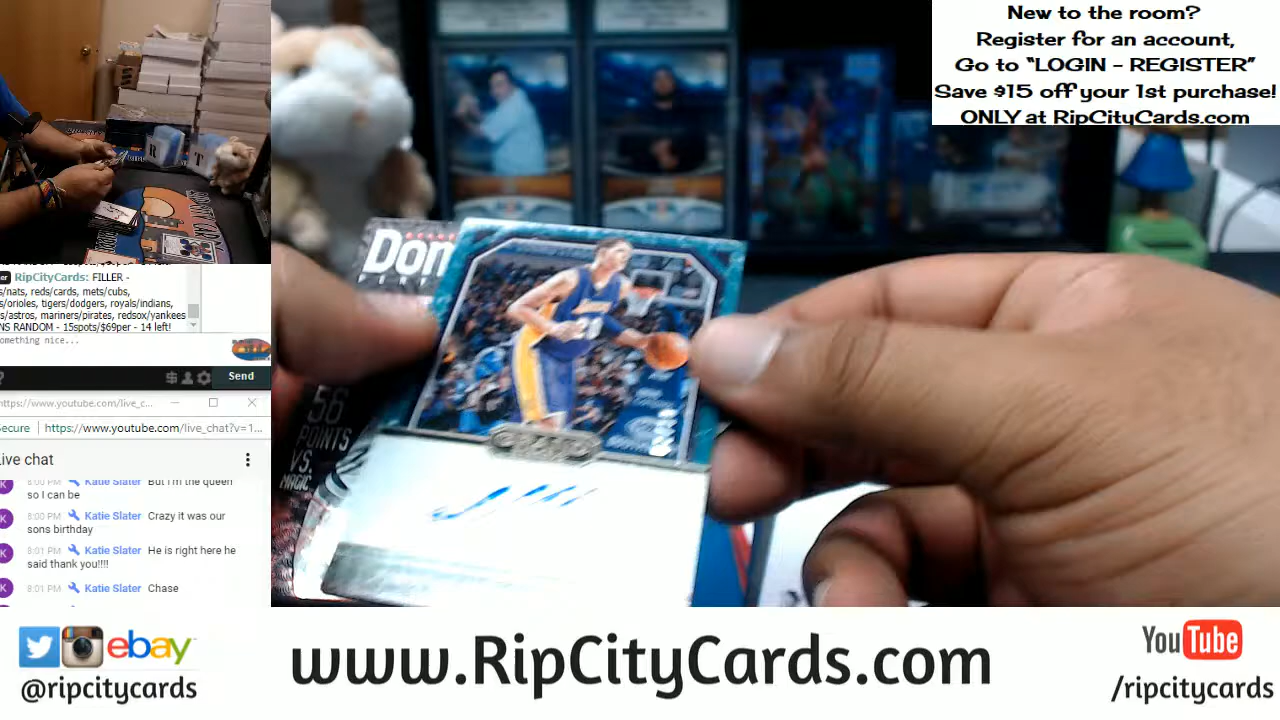 New to the room?
Register for an account,
Go to “LOGIN - REGISTER”
Save $15 off your 1st purchase!
ONLY at RipCityCards.com
R
T
RipCityCards: FILLER -
s/nats, reds/cards, mets/cubs,
s/orioles, tigers/dodgers, royals/indians,
s/astros, mariners/pirates, redsox/yankees
NS RANDOM - 15spots/$69per - 14 left!
omething nice...
Send
https://www.youtube.com/live_c...
Secure
https://www.youtube.com/live_chat?v=1...
Live chat
8:00 PM Katie Slater But I'm the queen
so I can be
8:00 PM Katie Slater Crazy it was our
sons birthday
8:01 PM Katie Slater He is right here he
said thank you!!!!
8:01 PM Katie Slater Chase
Don
LAKERS
20
56
POINTS
VS.
MAGIC
ebay
@ripcitycards
www.RipCityCards.com
YouTube
/ripcitycards